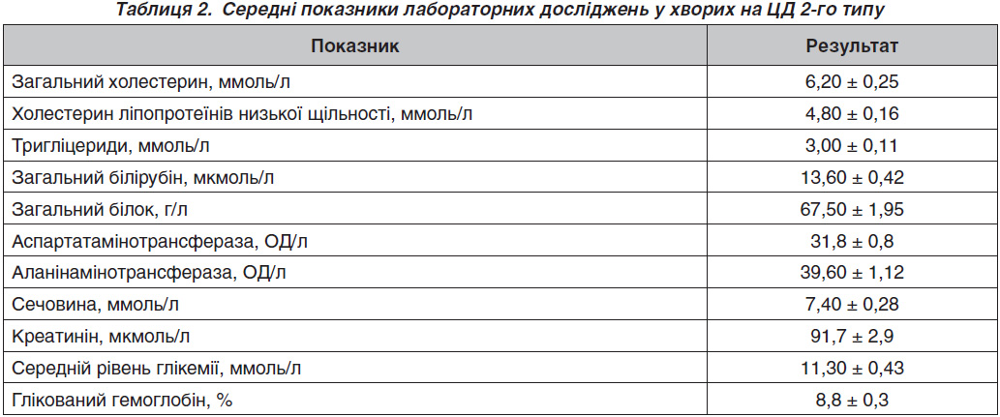 Таблиця 2. Середні показники лабораторних досліджень у хворих на ЦД 2-го типу
Показник Результат
Загальний холестерин, ммоль/л 6,20 ± 0,25
Холестерин ліпопротеїнів низької щільності, ммоль/л 4,80 ± 0,16
Тригліцериди, ммоль/л 3,00 ± 0,11
Загальний білірубін, мкмоль/л 13,60 ± 0,42
Загальний білок, г/л 67,50 ± 1,95
Аспартатамінотрансфераза, ОД/л 31,8 ± 0,8
Аланінамінотрансфераза, ОД/л 39,60 ± 1,12
Сечовина, ммоль/л 7,40 ± 0,28
Креатинін, мкмоль/л 91,7 ± 2,9
Середній рівень глікемії, ммоль/л 11,30 ± 0,43
Глікований гемоглобін, % 8,8 ± 0,3